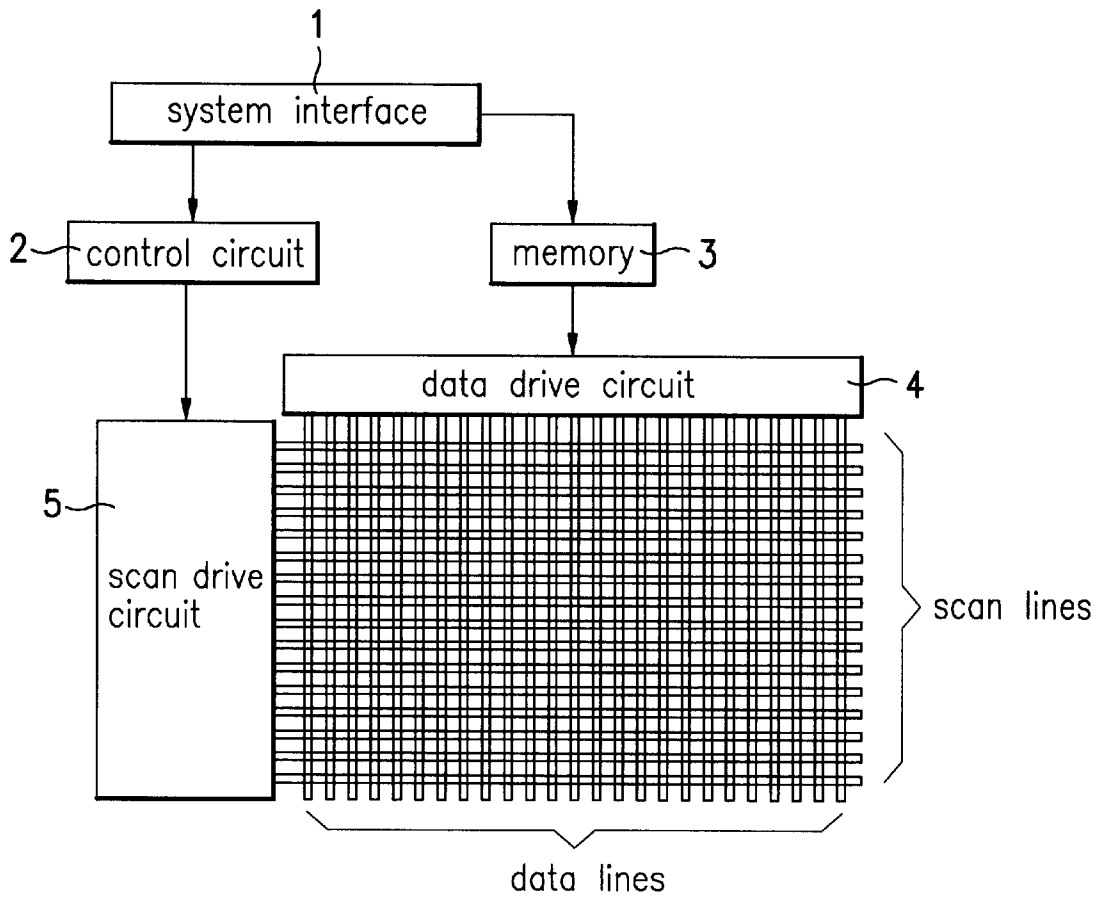 1
system interface
2
control circuit
memory
3
data drive circuit
4
5
scan drive
circuit
scan lines
data lines